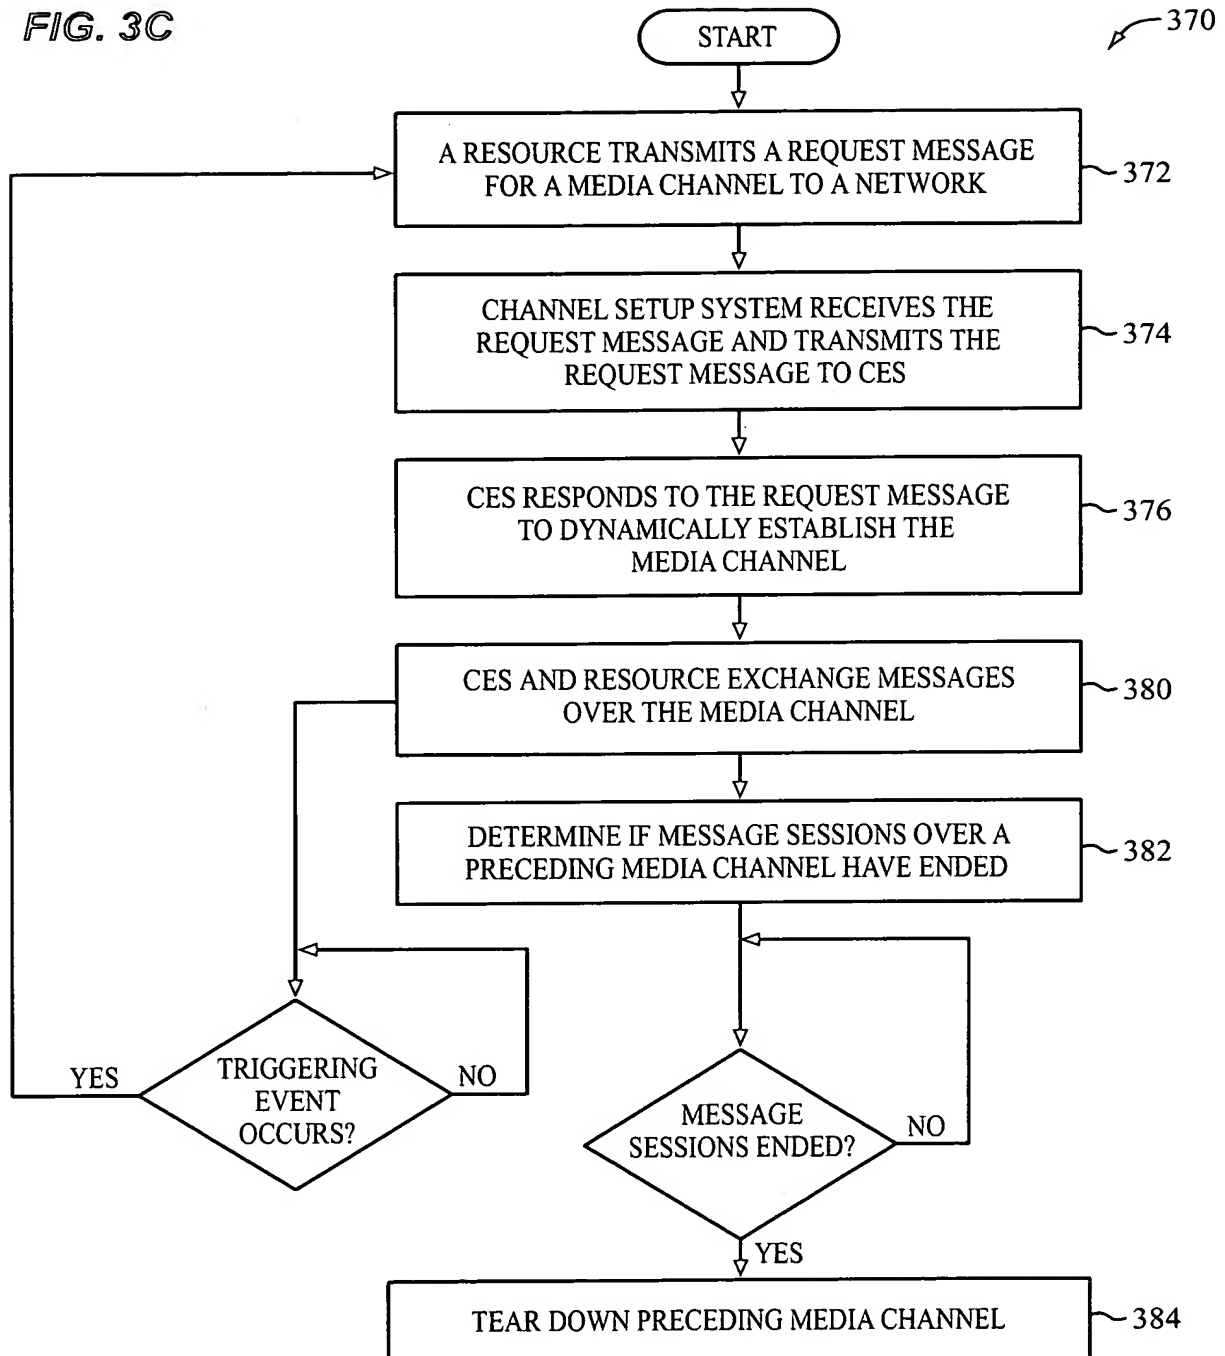 FIG. 3C
START
370
A RESOURCE TRANSMITS A REQUEST MESSAGE
FOR A MEDIA CHANNEL TO A NETWORK
372
CHANNEL SETUP SYSTEM RECEIVES THE
REQUEST MESSAGE AND TRANSMITS THE
REQUEST MESSAGE TO CES
374
CES RESPONDS TO THE REQUEST MESSAGE
TO DYNAMICALLY ESTABLISH THE
MEDIA CHANNEL
376
CES AND RESOURCE EXCHANGE MESSAGES
OVER THE MEDIA CHANNEL
380
DETERMINE IF MESSAGE SESSIONS OVER A
PRECEDING MEDIA CHANNEL HAVE ENDED
382
YES
TRIGGERING
EVENT
OCCURS?
NO
MESSAGE
SESSIONS ENDED?
NO
YES
TEAR DOWN PRECEDING MEDIA CHANNEL
384